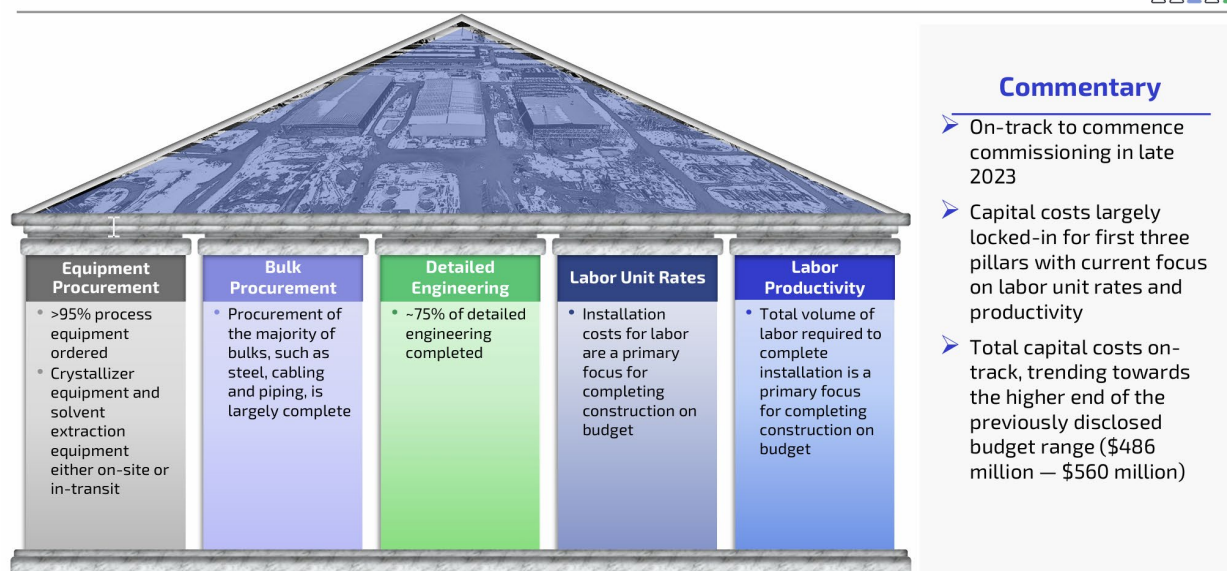 Equipment
Procurement
• >95% process
equipment
ordered
• Crystallizer
equipment and
solvent
extraction
equipment
either on-site or
in-transit
Bulk
Procurement
• Procurement of
the majority of
bulks, such as
steel, cabling
and piping, is
largely complete
Detailed
Engineering
• ~75% of detailed
engineering
completed
Labor Unit Rates
• Installation
costs for labor
are a primary
focus for
completing
construction on
budget
Labor
Productivity
• Total volume of
labor required to
complete
installation is a
primary focus
for completing
construction on
budget
Commentary
➢ On-track to commence
commissioning in late
2023
➢ Capital costs largely
locked-in for first three
pillars with current focus
on labor unit rates and
productivity
➢ Total capital costs on-
track, trending towards
the higher end of the
previously disclosed
budget range ($486
million — $560 million)